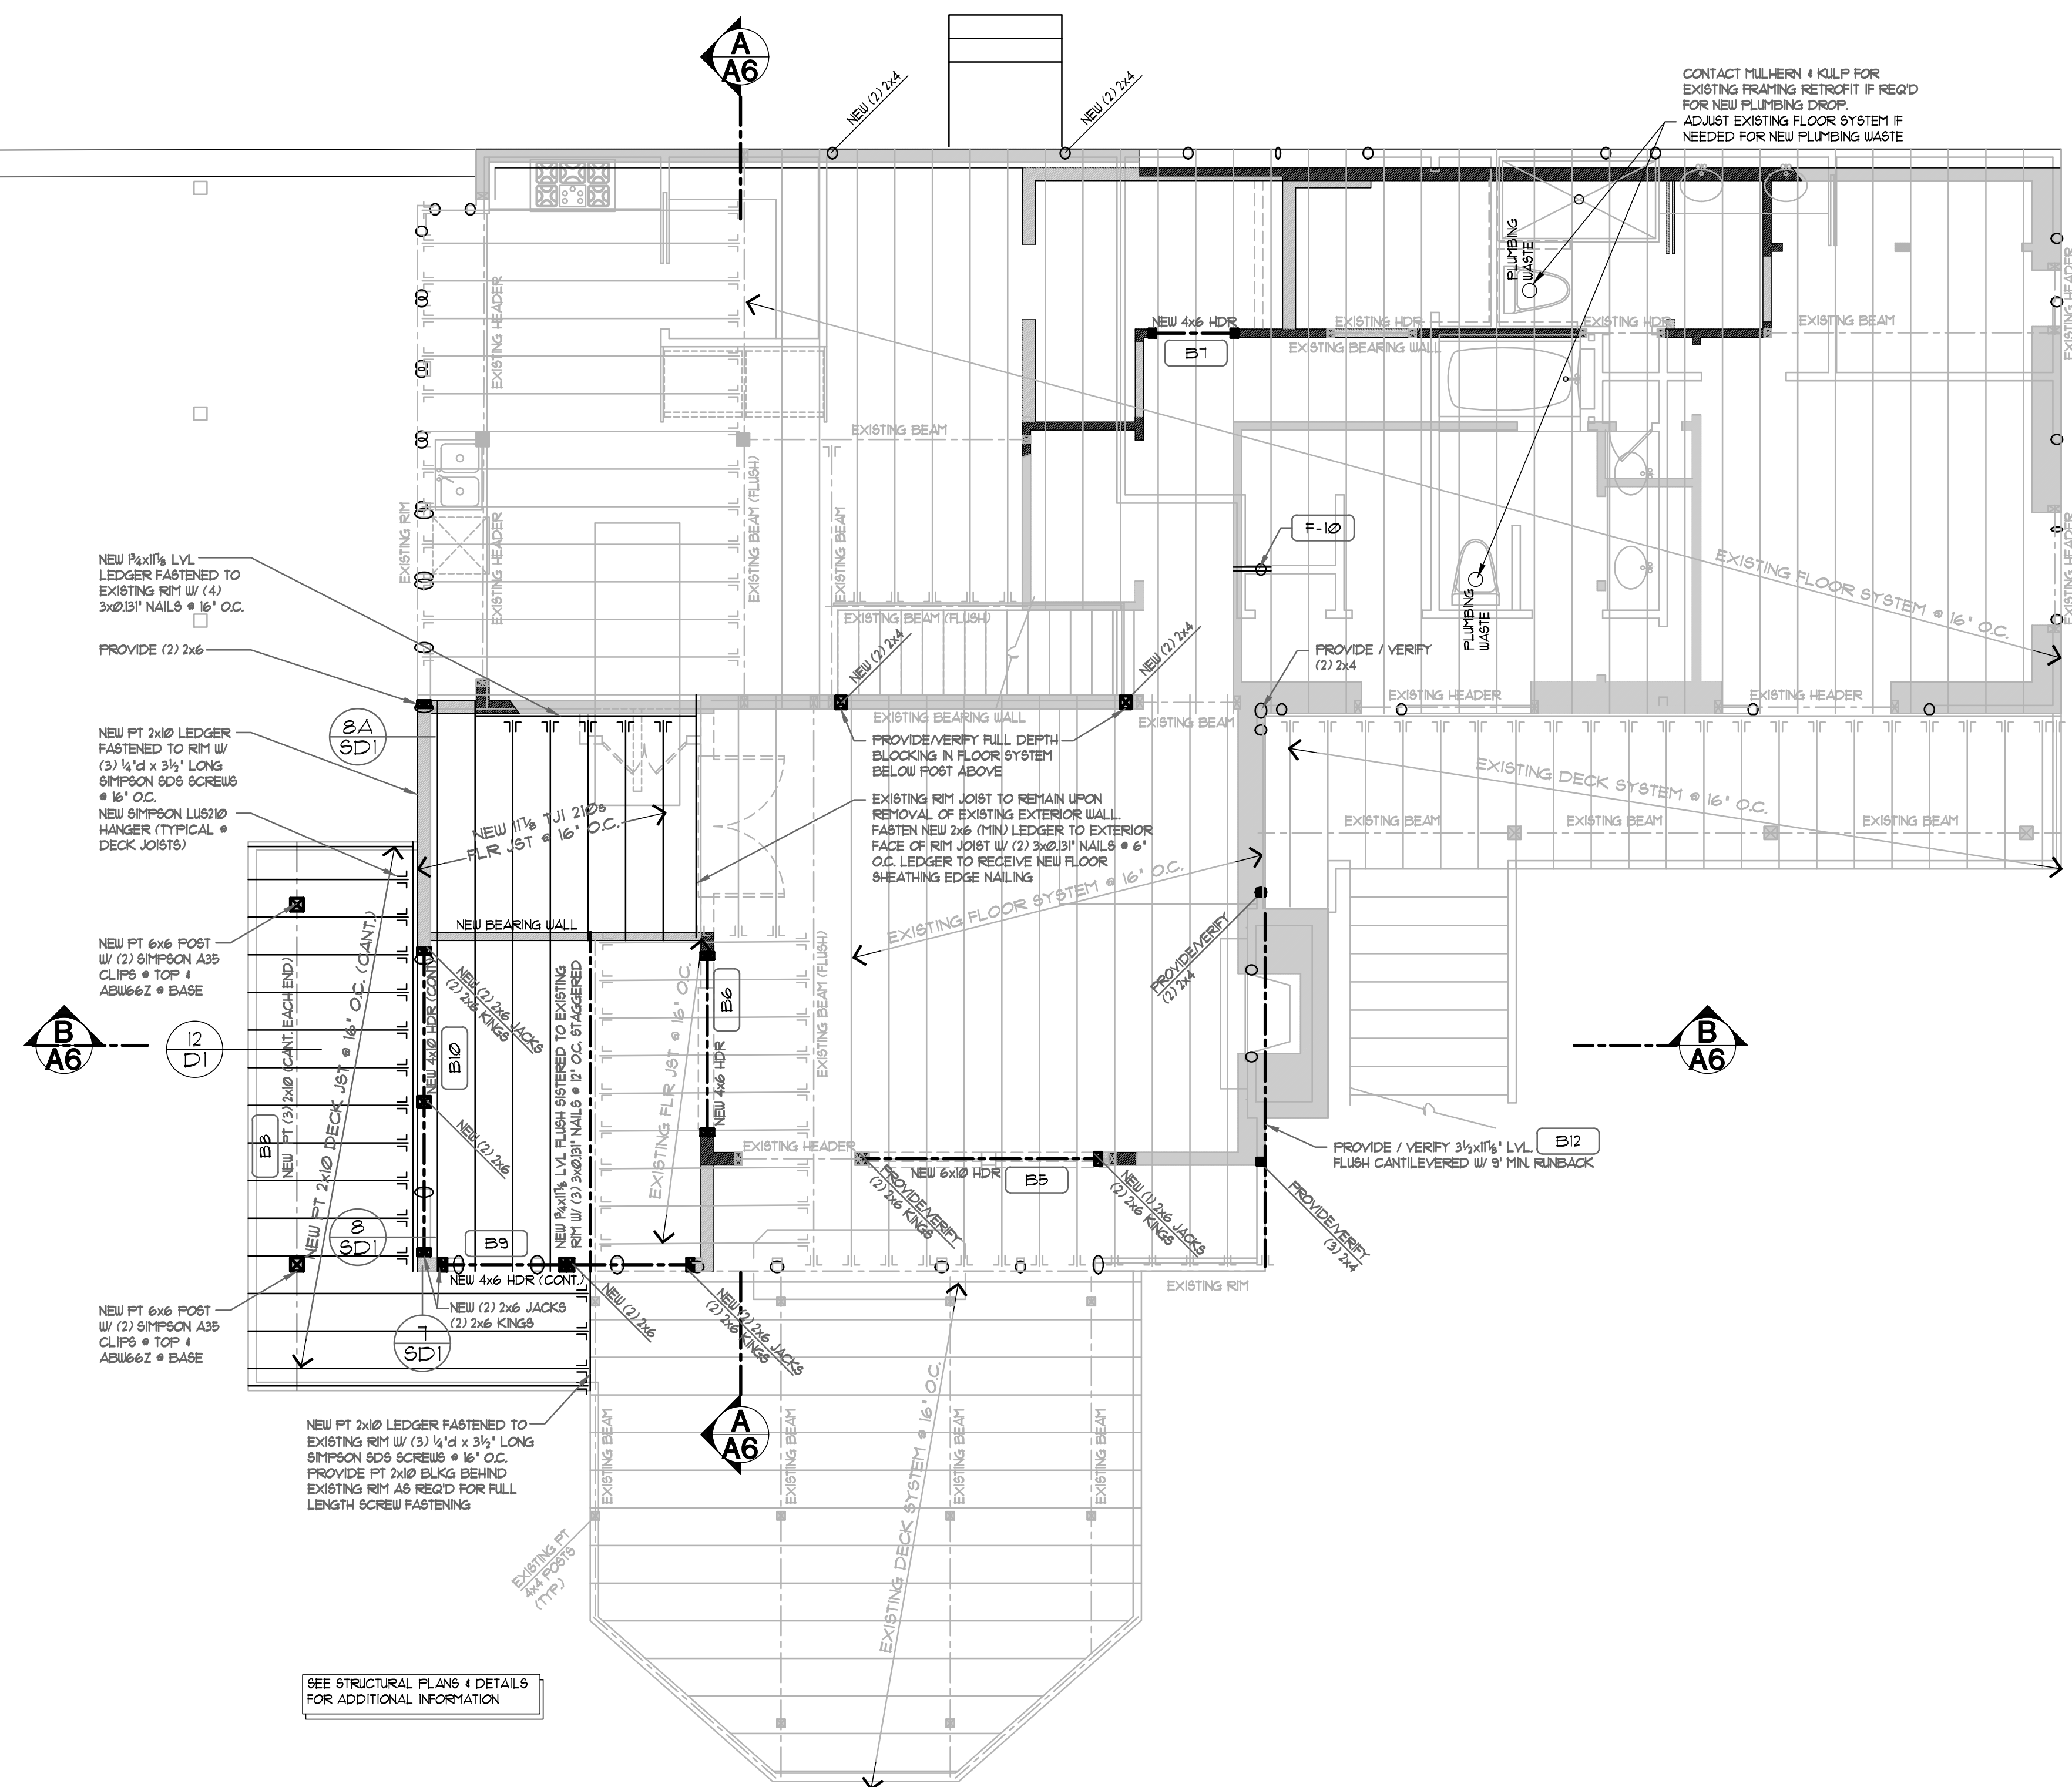 A
A6
NEW (2) 2x4
NEW (2) 2x4
CONTACT MULHERN & KULP FOR
EXISTING FRAMING RETROFIT IF REQ'D
FOR NEW PLUMBING DROP.
ADJUST EXISTING FLOOR SYSTEM IF
NEEDED FOR NEW PLUMBING WASTE
PLUMBING
WASTE
EXISTING HEADER
EXISTING HEADER
NEW 4x6 HDR
B7
EXISTING HDR
EXISTING HDR
EXISTING BEAM
EXISTING BEARING WALL
EXISTING BEAM
EXISTING BEAM (FLUSH)
EXISTING BEAM
EXISTING RIM
EXISTING HEADER
EXISTING HEADER
F-10
EXISTING FLOOR SYSTEM @ 16" O.C.
NEW 1¾x11⅞ LVL
LEDGER FASTENED TO
EXISTING RIM W/ (4)
3x0.131" NAILS @ 16" O.C.
PROVIDE (2) 2x6
EXISTING BEAM (FLUSH)
NEW (2) 2x4
NEW (2) 2x4
PLUMBING
WASTE
PROVIDE / VERIFY
(2) 2x4
EXISTING HEADER
EXISTING HEADER
EXISTING BEARING WALL
EXISTING BEAM
8A
SD1
NEW PT 2x10 LEDGER
FASTENED TO RIM W/
(3) ¼"d x 3½" LONG
SIMPSON SDS SCREWS
@ 16" O.C.
NEW SIMPSON LUS210
HANGER (TYPICAL @
DECK JOISTS)
PROVIDE/VERIFY FULL DEPTH
BLOCKING IN FLOOR SYSTEM
BELOW POST ABOVE
EXISTING RIM JOIST TO REMAIN UPON
REMOVAL OF EXISTING EXTERIOR WALL.
FASTEN NEW 2x6 (MIN) LEDGER TO EXTERIOR
FACE OF RIM JOIST W/ (2) 3x0.131" NAILS @ 6"
O.C. LEDGER TO RECEIVE NEW FLOOR
SHEATHING EDGE NAILING
NEW 11⅞ TJI 210s
FLR JST @ 16" O.C.
EXISTING DECK SYSTEM @ 16" O.C.
EXISTING BEAM
EXISTING BEAM
EXISTING BEAM
EXISTING FLOOR SYSTEM @ 16" O.C.
NEW BEARING WALL
NEW PT 6x6 POST
W/ (2) SIMPSON A35
CLIPS @ TOP &
ABW66Z @ BASE
NEW PT (3) 2x10 (CANT. EACH END)
B8
NEW PT 2x10 DECK JST @ 16" O.C. (CANT.)
NEW 4x10 HDR (CONT.)
B10
NEW (2) 2x6 JACKS
(2) 2x6 KINGS
NEW (2) 2x6
NEW 1¾x11⅞ LVL FLUSH SISTERED TO EXISTING
RIM W/ (3) 3x0.131" NAILS @ 12" O.C. STAGGERED
EXISTING FLR JST @ 16" O.C.
B6
NEW 4x6 HDR
EXISTING BEAM (FLUSH)
PROVIDE/VERIFY
(2) 2x4
B
A6
12
D1
B
A6
EXISTING HEADER
NEW 6x10 HDR
B5
PROVIDE/VERIFY
(2) 2x6 KINGS
NEW (1) 2x6 JACKS
(2) 2x6 KINGS
PROVIDE / VERIFY 3½x11⅞" LVL.
B12
FLUSH CANTILEVERED W/ 9' MIN. RUNBACK
PROVIDE/VERIFY
(3) 2x4
8
SD1
B9
NEW 4x6 HDR (CONT.)
NEW (2) 2x6 JACKS
(2) 2x6 KINGS
NEW (2) 2x6
NEW (2) 2x6 JACKS
(2) 2x6 KINGS
EXISTING RIM
NEW PT 6x6 POST
W/ (2) SIMPSON A35
CLIPS @ TOP &
ABW66Z @ BASE
SD1
A
A6
NEW PT 2x10 LEDGER FASTENED TO
EXISTING RIM W/ (3) ¼"d x 3½" LONG
SIMPSON SDS SCREWS @ 16" O.C.
PROVIDE PT 2x10 BLKG BEHIND
EXISTING RIM AS REQ'D FOR FULL
LENGTH SCREW FASTENING
EXISTING BEAM
EXISTING BEAM
EXISTING BEAM
EXISTING BEAM
EXISTING DECK SYSTEM @ 16" O.C.
EXISTING PT
4x4 POSTS
(TYP.)
SEE STRUCTURAL PLANS & DETAILS
FOR ADDITIONAL INFORMATION